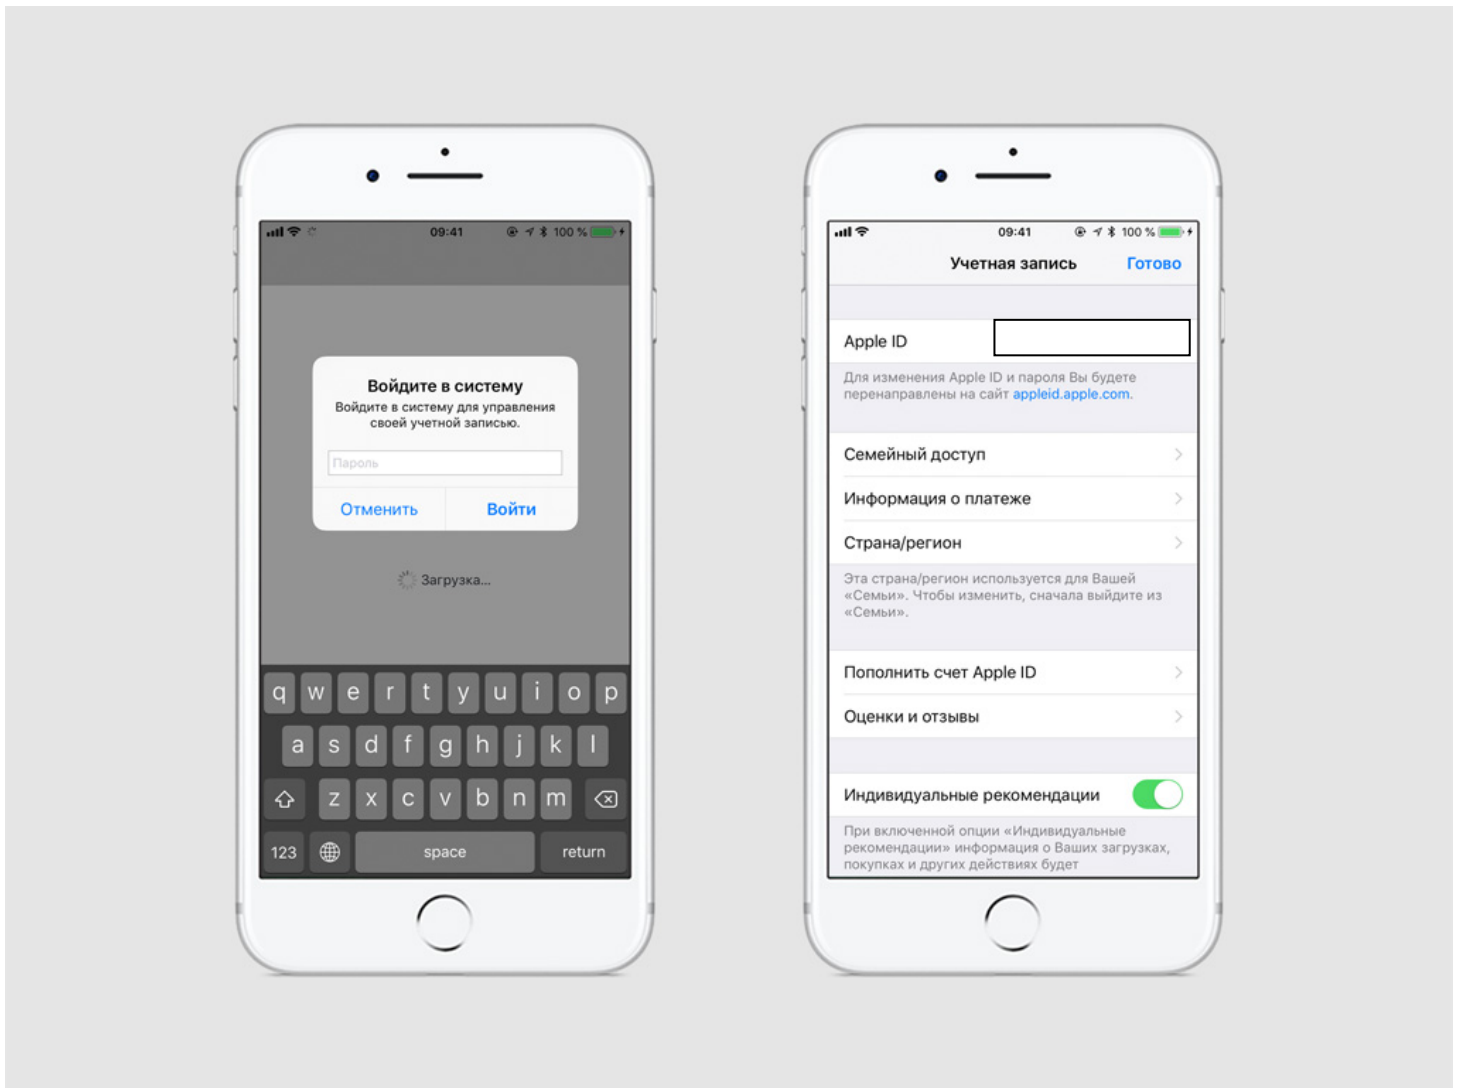 09:41
100 %
Войдите в систему
Войдите в систему для управления
своей учетной записью.
Пароль
Отменить
Войти
Загрузка...
q w e r t y u i o p
a s d f g h j k l
z x c v b n m
123
space
return
09:41
100 %
Учетная запись
Готово
Apple ID
Для изменения Apple ID и пароля Вы будете
перенаправлены на сайт appleid.apple.com.
Семейный доступ
Информация о платеже
Страна/регион
Эта страна/регион используется для Вашей
«Семьи». Чтобы изменить, сначала выйдите из
«Семьи».
Пополнить счет Apple ID
Оценки и отзывы
Индивидуальные рекомендации
При включенной опции «Индивидуальные
рекомендации» информация о Ваших загрузках,
покупках и других действиях будет